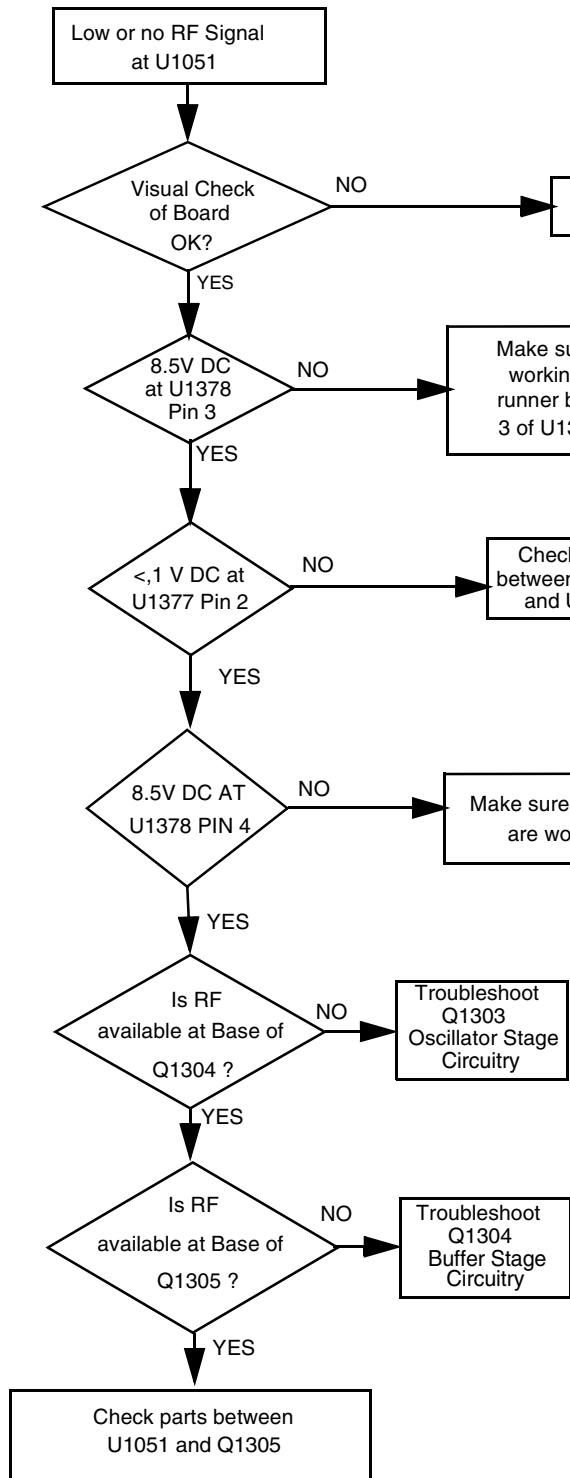 Low or no RF Signal
at U1051
Visual Check
of Board
OK?
NO
YES
8.5V DC
at U1378
Pin 3
NO
Make su
working
runner b
3 of U13
YES
<,1 V DC at
U1377 Pin 2
NO
Check
between
and U
YES
8.5V DC AT
U1378 PIN 4
NO
Make sure
are wo
YES
Is RF
available at Base of
Q1304 ?
NO
Troubleshoot
Q1303
Oscillator Stage
Circuitry
YES
Is RF
available at Base of
Q1305 ?
NO
Troubleshoot
Q1304
Buffer Stage
Circuitry
YES
Check parts between
U1051 and Q1305